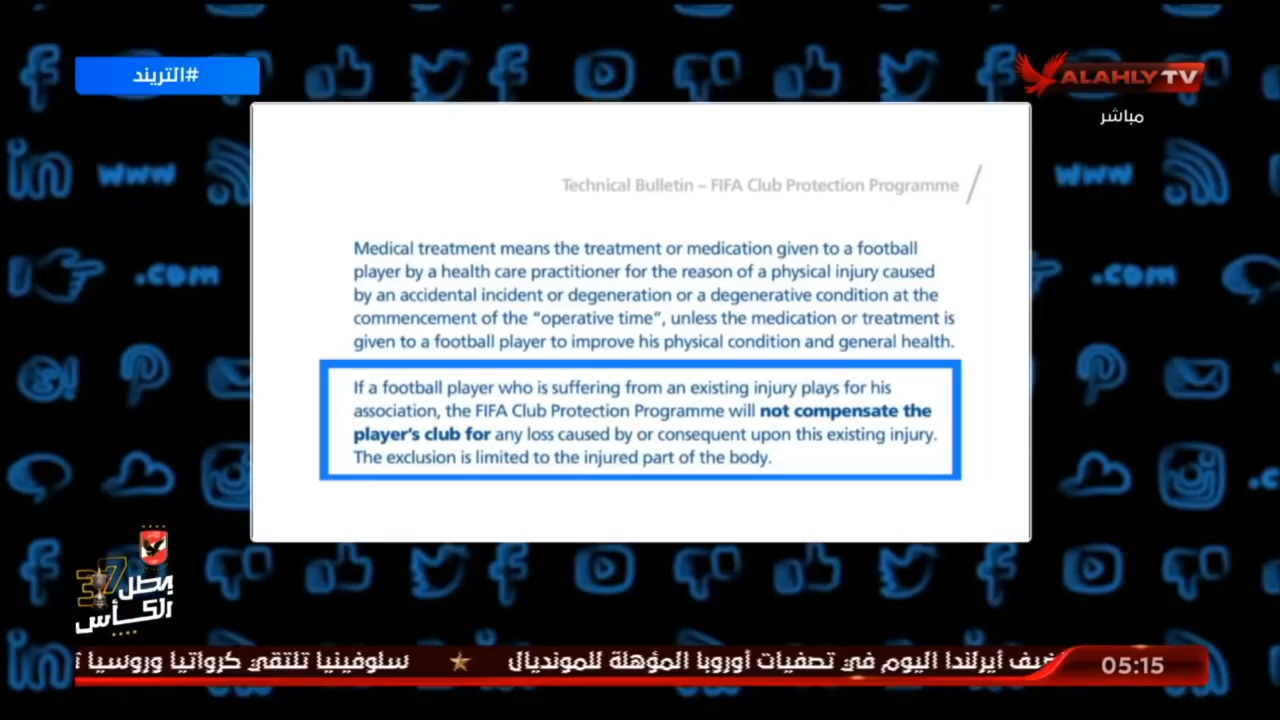 #التريند
ALAHLY TV
مباشر
Technical Bulletin – FIFA Club Protection Programme
Medical treatment means the treatment or medication given to a football
player by a health care practitioner for the reason of a physical injury caused
by an accidental incident or degeneration or a degenerative condition at the
commencement of the “operative time”, unless the medication or treatment is
given to a football player to improve his physical condition and general health.
If a football player who is suffering from an existing injury plays for his
association, the FIFA Club Protection Programme will not compensate the
player’s club for any loss caused by or consequent upon this existing injury.
The exclusion is limited to the injured part of the body.
www
www
.com
.com
37
بطل
الكأس
أيرلندا اليوم في تصفيات أوروبا المؤهلة للمونديال ★ سلوفينيا تلتقي كرواتيا وروسيا
05:15